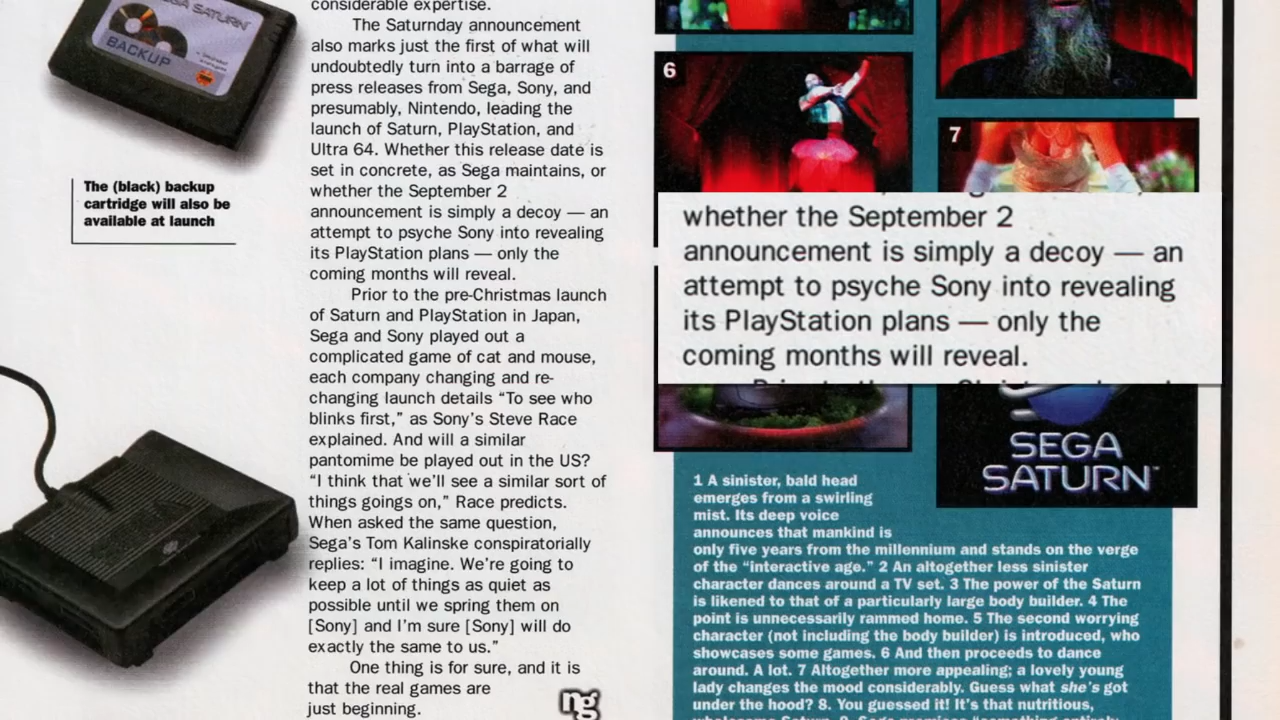 SEGA SATURN
BACKUP
The (black) backup
cartridge will also be
available at launch
considerable expertise.
The Saturnday announcement
also marks just the first of what will
undoubtedly turn into a barrage of
press releases from Sega, Sony, and
presumably, Nintendo, leading the
launch of Saturn, PlayStation, and
Ultra 64. Whether this release date is
set in concrete, as Sega maintains, or
whether the September 2
announcement is simply a decoy — an
attempt to psyche Sony into revealing
its PlayStation plans — only the
coming months will reveal.
Prior to the pre-Christmas launch
of Saturn and PlayStation in Japan,
Sega and Sony played out a
complicated game of cat and mouse,
each company changing and re-
changing launch details “To see who
blinks first,” as Sony’s Steve Race
explained. And will a similar
pantomime be played out in the US?
“I think that we’ll see a similar sort of
things goings on,” Race predicts.
When asked the same question,
Sega’s Tom Kalinske conspiratorially
replies: “I imagine. We’re going to
keep a lot of things as quiet as
possible until we spring them on
[Sony] and I’m sure [Sony] will do
exactly the same to us.”
One thing is for sure, and it is
that the real games are
just beginning.
ng
6
7
whether the September 2
announcement is simply a decoy — an
attempt to psyche Sony into revealing
its PlayStation plans — only the
coming months will reveal.
SEGA
SATURN™
1 A sinister, bald head
emerges from a swirling
mist. Its deep voice
announces that mankind is
only five years from the millennium and stands on the verge
of the “interactive age.” 2 An altogether less sinister
character dances around a TV set. 3 The power of the Saturn
is likened to that of a particularly large body builder. 4 The
point is unnecessarily rammed home. 5 The second worrying
character (not including the body builder) is introduced, who
showcases some games. 6 And then proceeds to dance
around. A lot. 7 Altogether more appealing; a lovely young
lady changes the mood considerably. Guess what she’s got
under the hood? 8. You guessed it! It’s that nutritious,